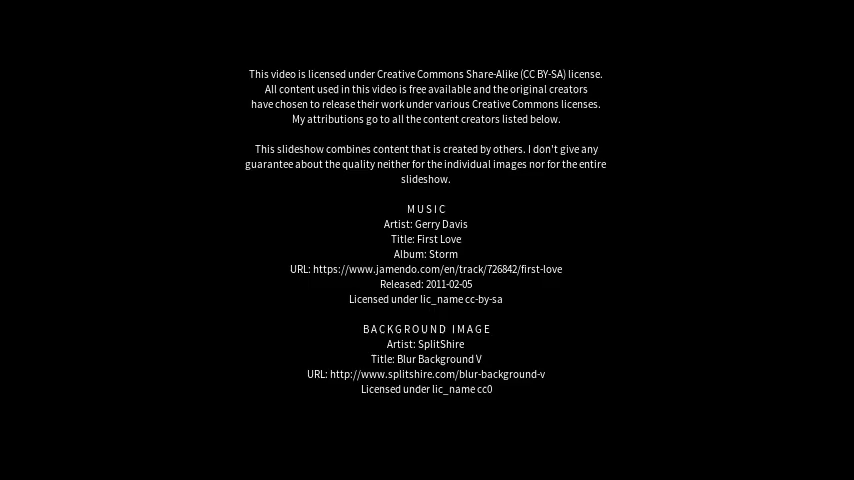 This video is licensed under Creative Commons Share-Alike (CC BY-SA) license.
All content used in this video is free available and the original creators
have chosen to release their work under various Creative Commons licenses.
My attributions go to all the content creators listed below.
This slideshow combines content that is created by others. I don't give any
guarantee about the quality neither for the individual images nor for the entire
slideshow.
MUSIC
Artist: Gerry Davis
Title: First Love
Album: Storm
URL: https://www.jamendo.com/en/track/726842/first-love
Released: 2011-02-05
Licensed under lic_name cc-by-sa
BACKGROUND IMAGE
Artist: SplitShire
Title: Blur Background V
URL: http://www.splitshire.com/blur-background-v
Licensed under lic_name cc0